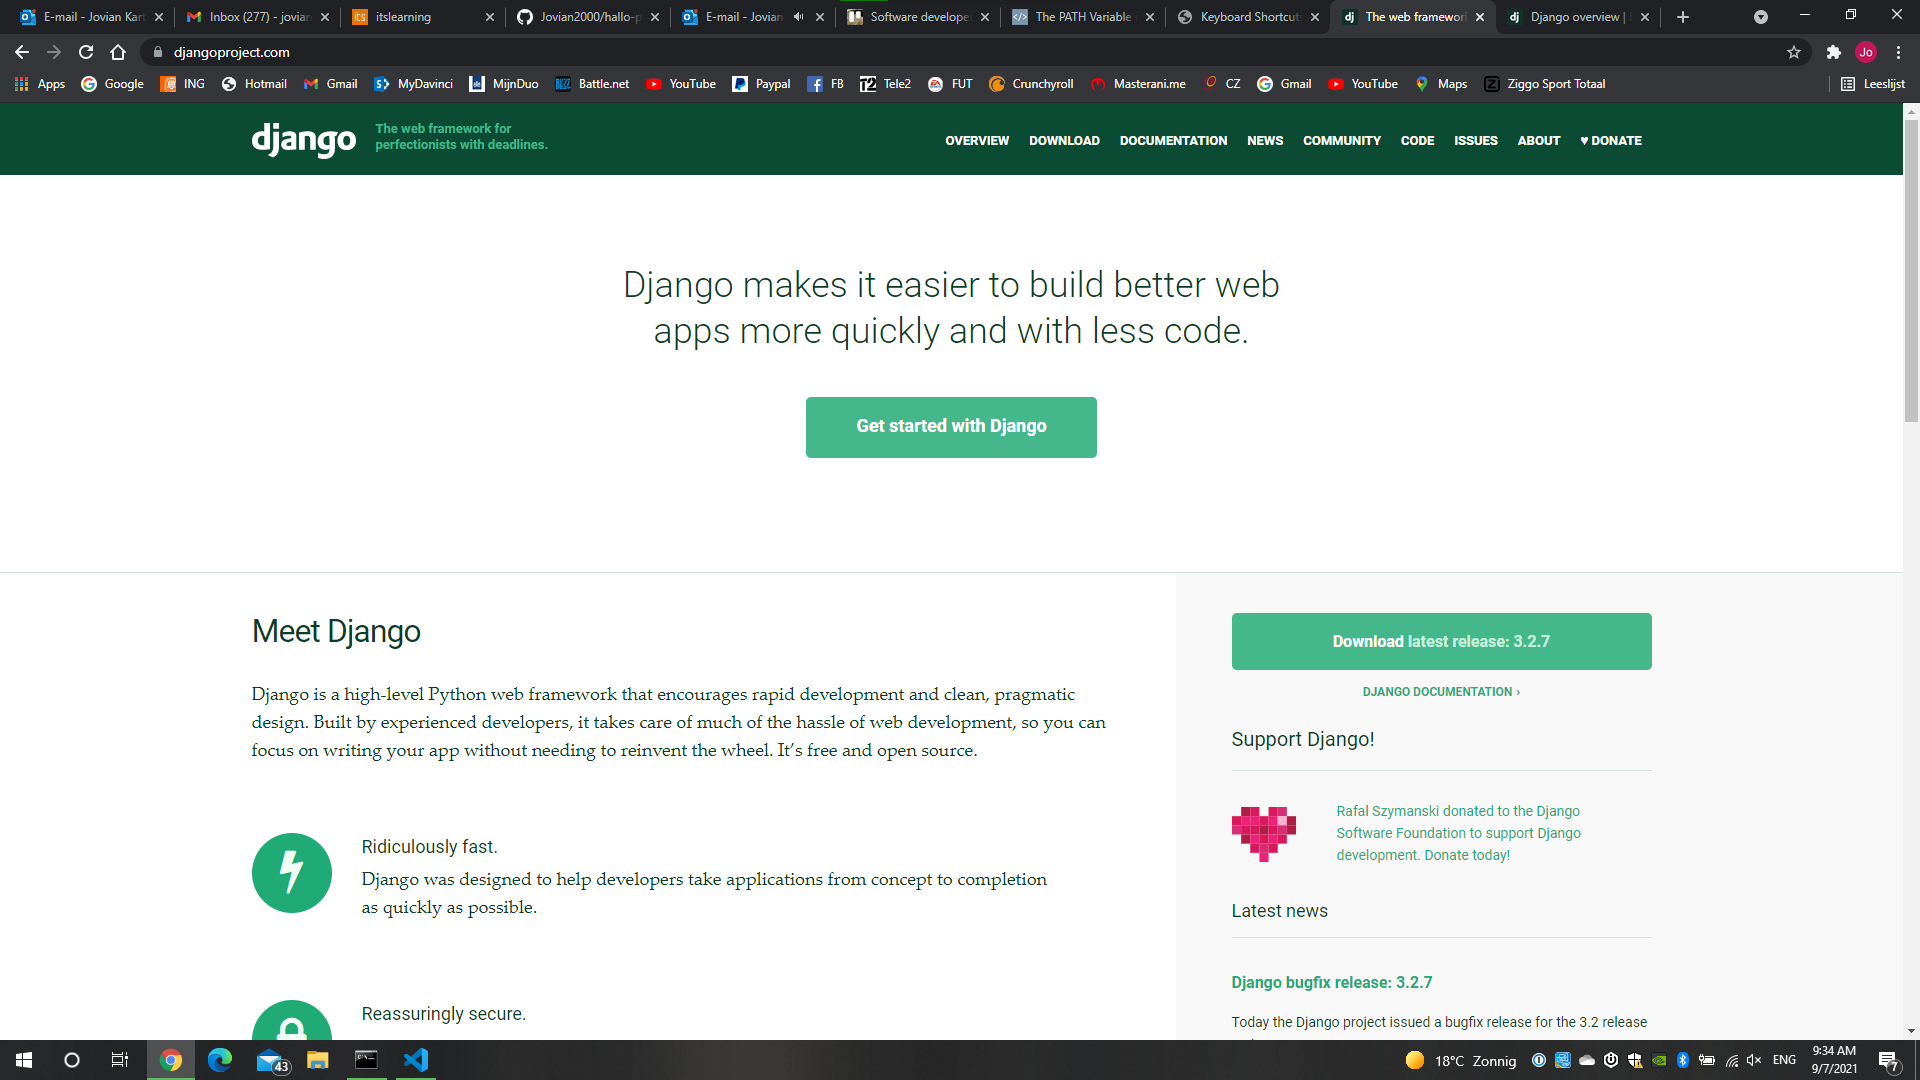 E-mail - Jovian Kart
Inbox (277) - jovian
itslearning
Jovian2000/hallo-p
E-mail - Jovian
Software develope
The PATH Variable
Keyboard Shortcuts
The web framework
Django overview |
djangoproject.com
Jo
Apps
Google
ING
Hotmail
Gmail
MyDavinci
MijnDuo
Battle.net
YouTube
Paypal
FB
Tele2
FUT
Crunchyroll
Masterani.me
CZ
Gmail
YouTube
Maps
Ziggo Sport Totaal
Leeslijst
django
The web framework for
perfectionists with deadlines.
OVERVIEW
DOWNLOAD
DOCUMENTATION
NEWS
COMMUNITY
CODE
ISSUES
ABOUT
♥ DONATE
Django makes it easier to build better web
apps more quickly and with less code.
Get started with Django
Meet Django
Django is a high-level Python web framework that encourages rapid development and clean, pragmatic
design. Built by experienced developers, it takes care of much of the hassle of web development, so you can
focus on writing your app without needing to reinvent the wheel. It’s free and open source.
Ridiculously fast.
Django was designed to help developers take applications from concept to completion
as quickly as possible.
Reassuringly secure.
Download latest release: 3.2.7
DJANGO DOCUMENTATION ›
Support Django!
Rafal Szymanski donated to the Django
Software Foundation to support Django
development. Donate today!
Latest news
Django bugfix release: 3.2.7
Today the Django project issued a bugfix release for the 3.2 release
43
18°C Zonnig
ENG
9:34 AM
9/7/2021
7